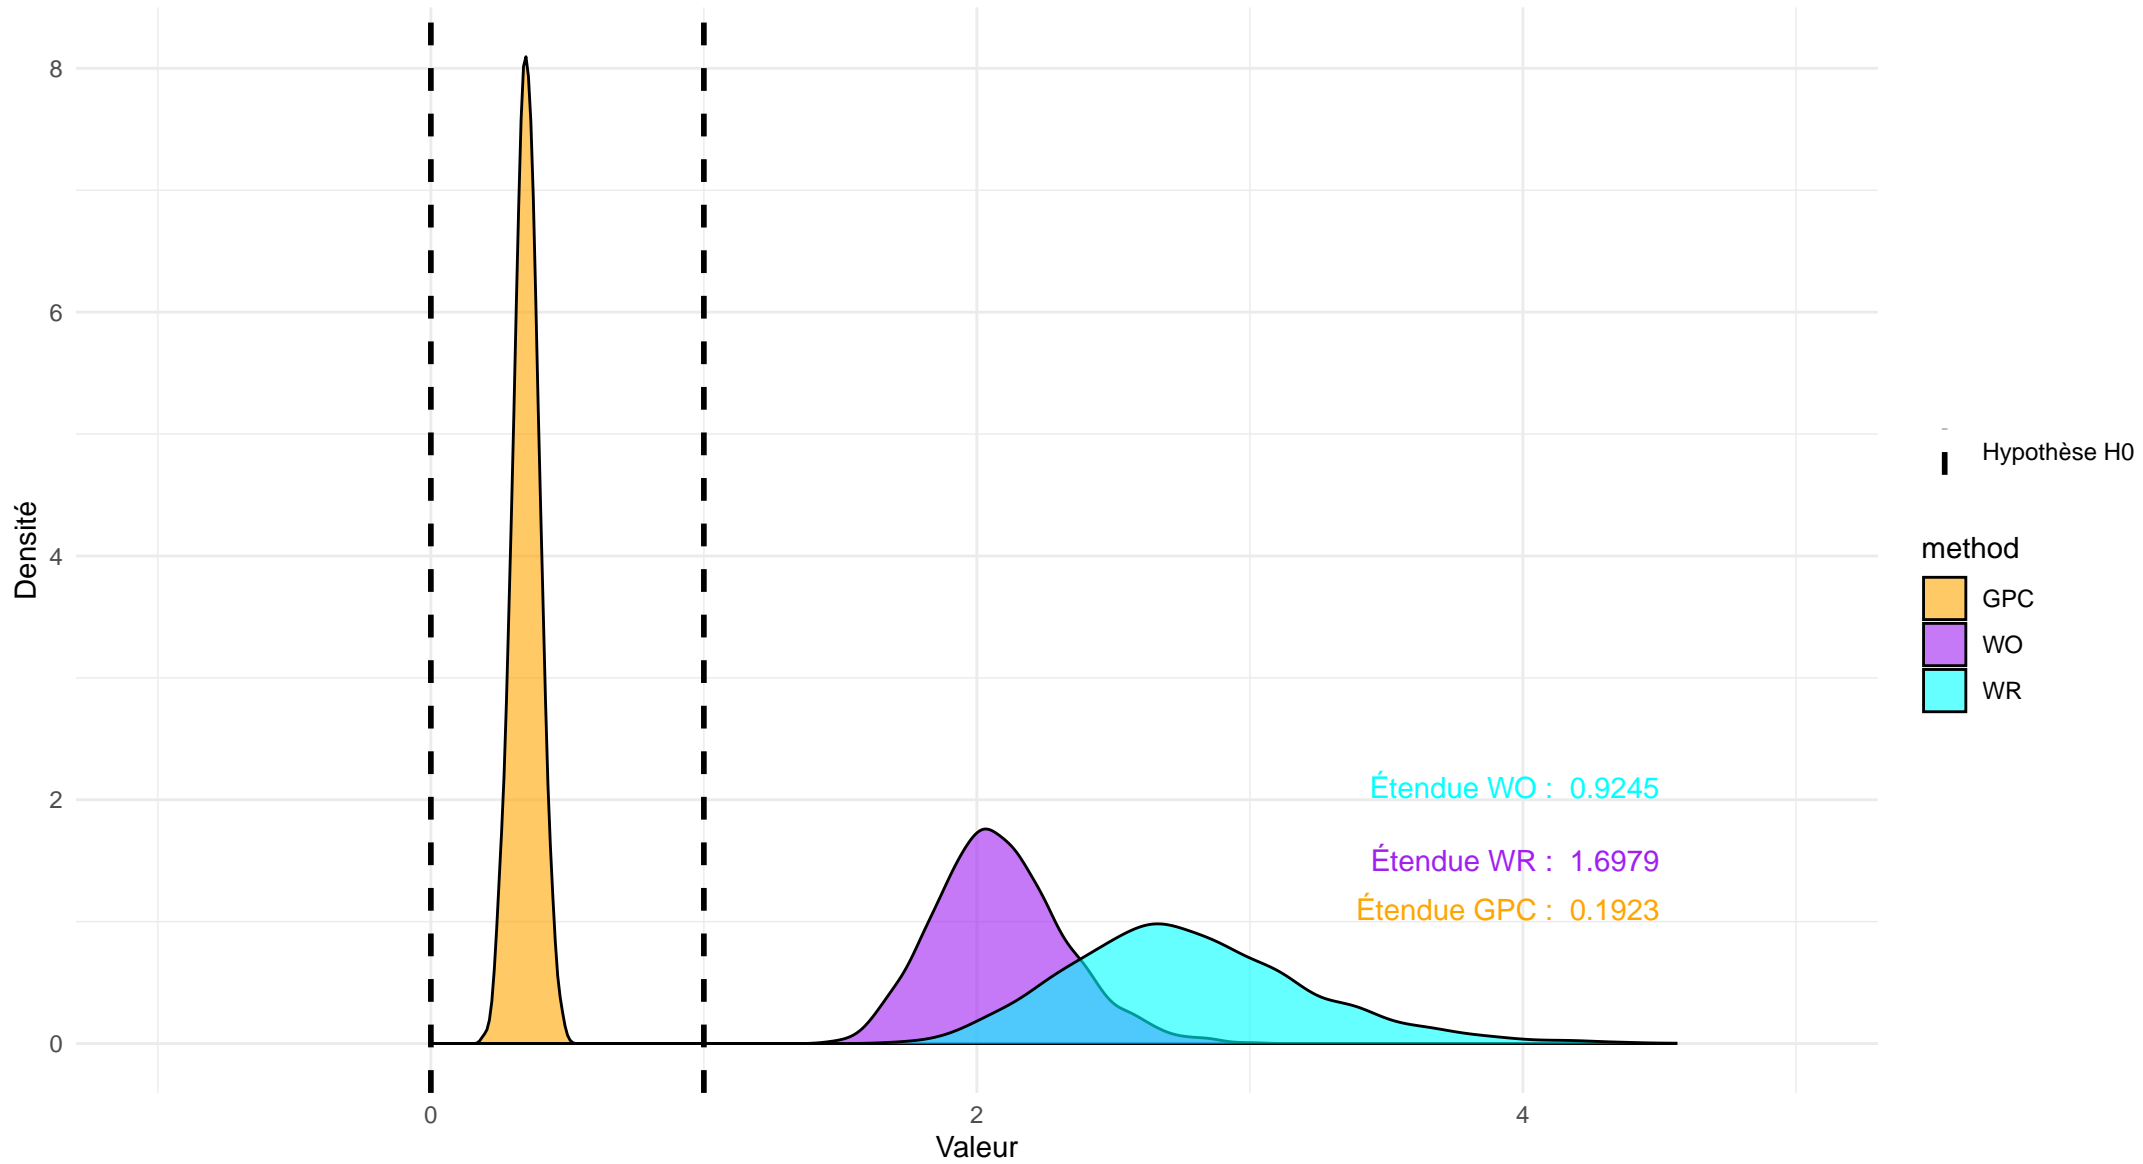 8
6
4
2
0
Densité
0
2
4
Valeur
Étendue WO : 0.9245
Étendue WR : 1.6979
Étendue GPC : 0.1923
Hypothèse H0
method
GPC
WO
WR